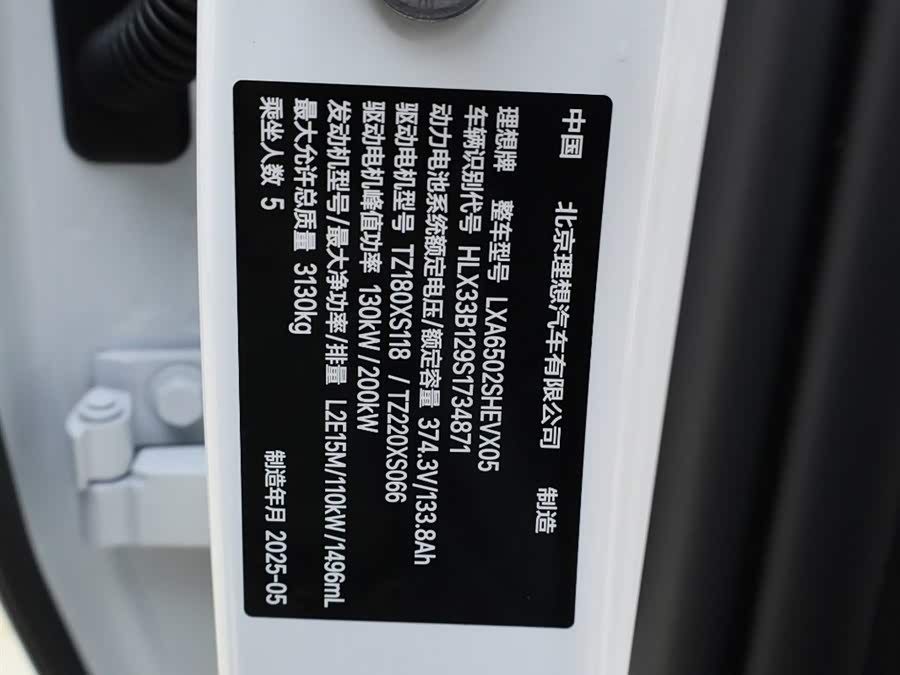 中国 北京理想汽车有限公司 制造
理想牌 整车型号 LXA6502SHEVX05
车辆识别代号 HLX33B129S1734871
动力电池系统额定电压/额定容量 374.3V/133.8Ah
驱动电机型号 TZ180XS118 / TZ220XS066
驱动电机峰值功率 130kW/200kW
发动机型号/最大净功率/排量 L2E15M/110kW/1496mL
最大允许总质量 3130kg
乘坐人数 5 制造年月 2025-05